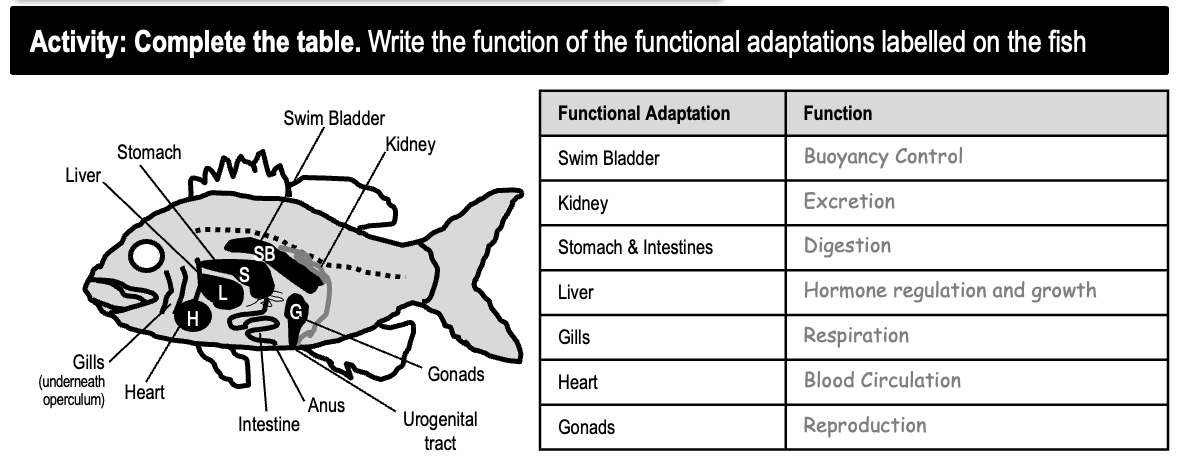 Activity: Complete the table. Write the function of the functional adaptations labelled on the fish
Swim Bladder
Kidney
Stomach
Liver
SB
S
L
G
H
Gills
(underneath
operculum)
Heart
Intestine
Anus
Urogenital
tract
Gonads
Functional Adaptation Function
Swim Bladder Buoyancy Control
Kidney Excretion
Stomach & Intestines Digestion
Liver Hormone regulation and growth
Gills Respiration
Heart Blood Circulation
Gonads Reproduction